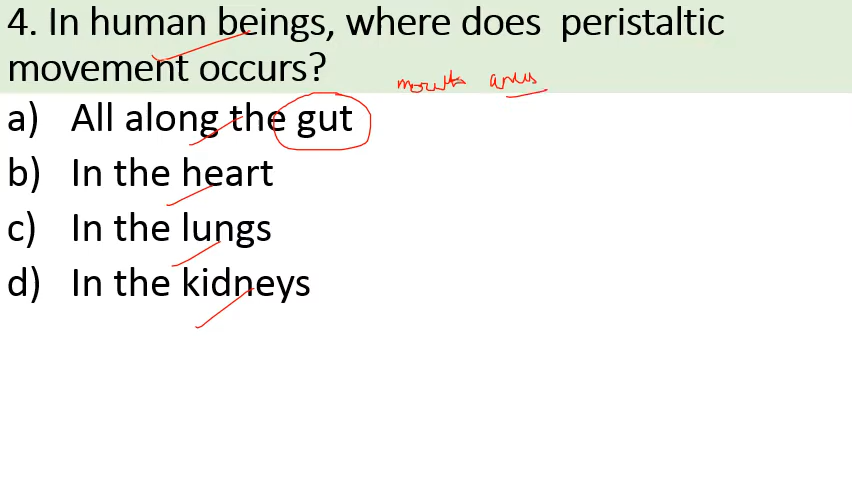 4. In human beings, where does peristaltic
movement occurs?
mouth anus
a) All along the gut
b) In the heart
c) In the lungs
d) In the kidneys